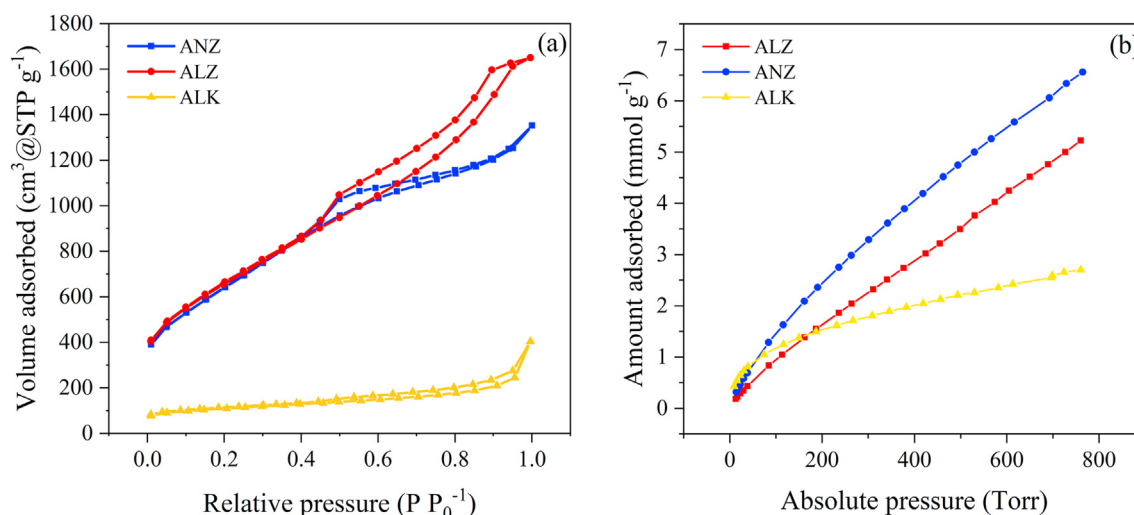 (a)
ANZ
ALZ
ALK
1800
1600
1400
1200
1000
800
600
400
200
0
Volume adsorbed (cm³@STP g⁻¹)
0.0 0.2 0.4 0.6 0.8 1.0
Relative pressure (P P₀⁻¹)
(b)
ALZ
ANZ
ALK
7
6
5
4
3
2
1
0
Amount adsorbed (mmol g⁻¹)
0 200 400 600 800
Absolute pressure (Torr)